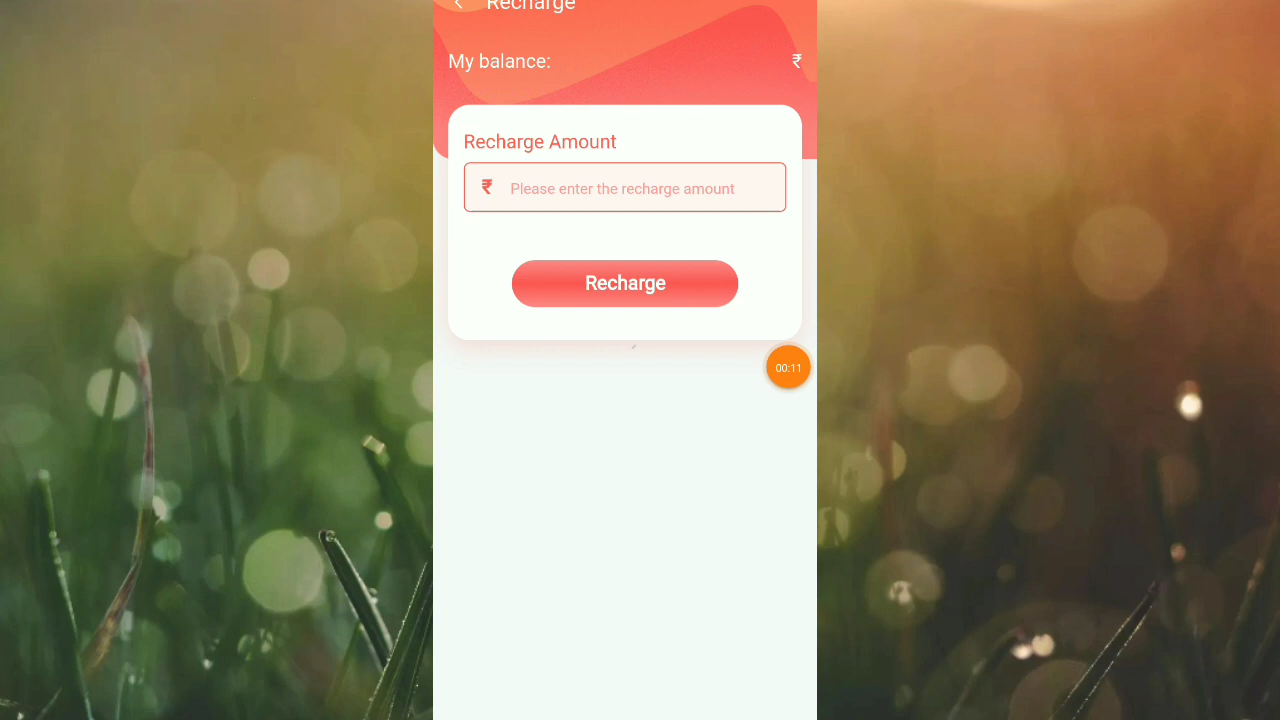 Recharge
My balance: ₹
Recharge Amount
₹ Please enter the recharge amount
Recharge
00:11